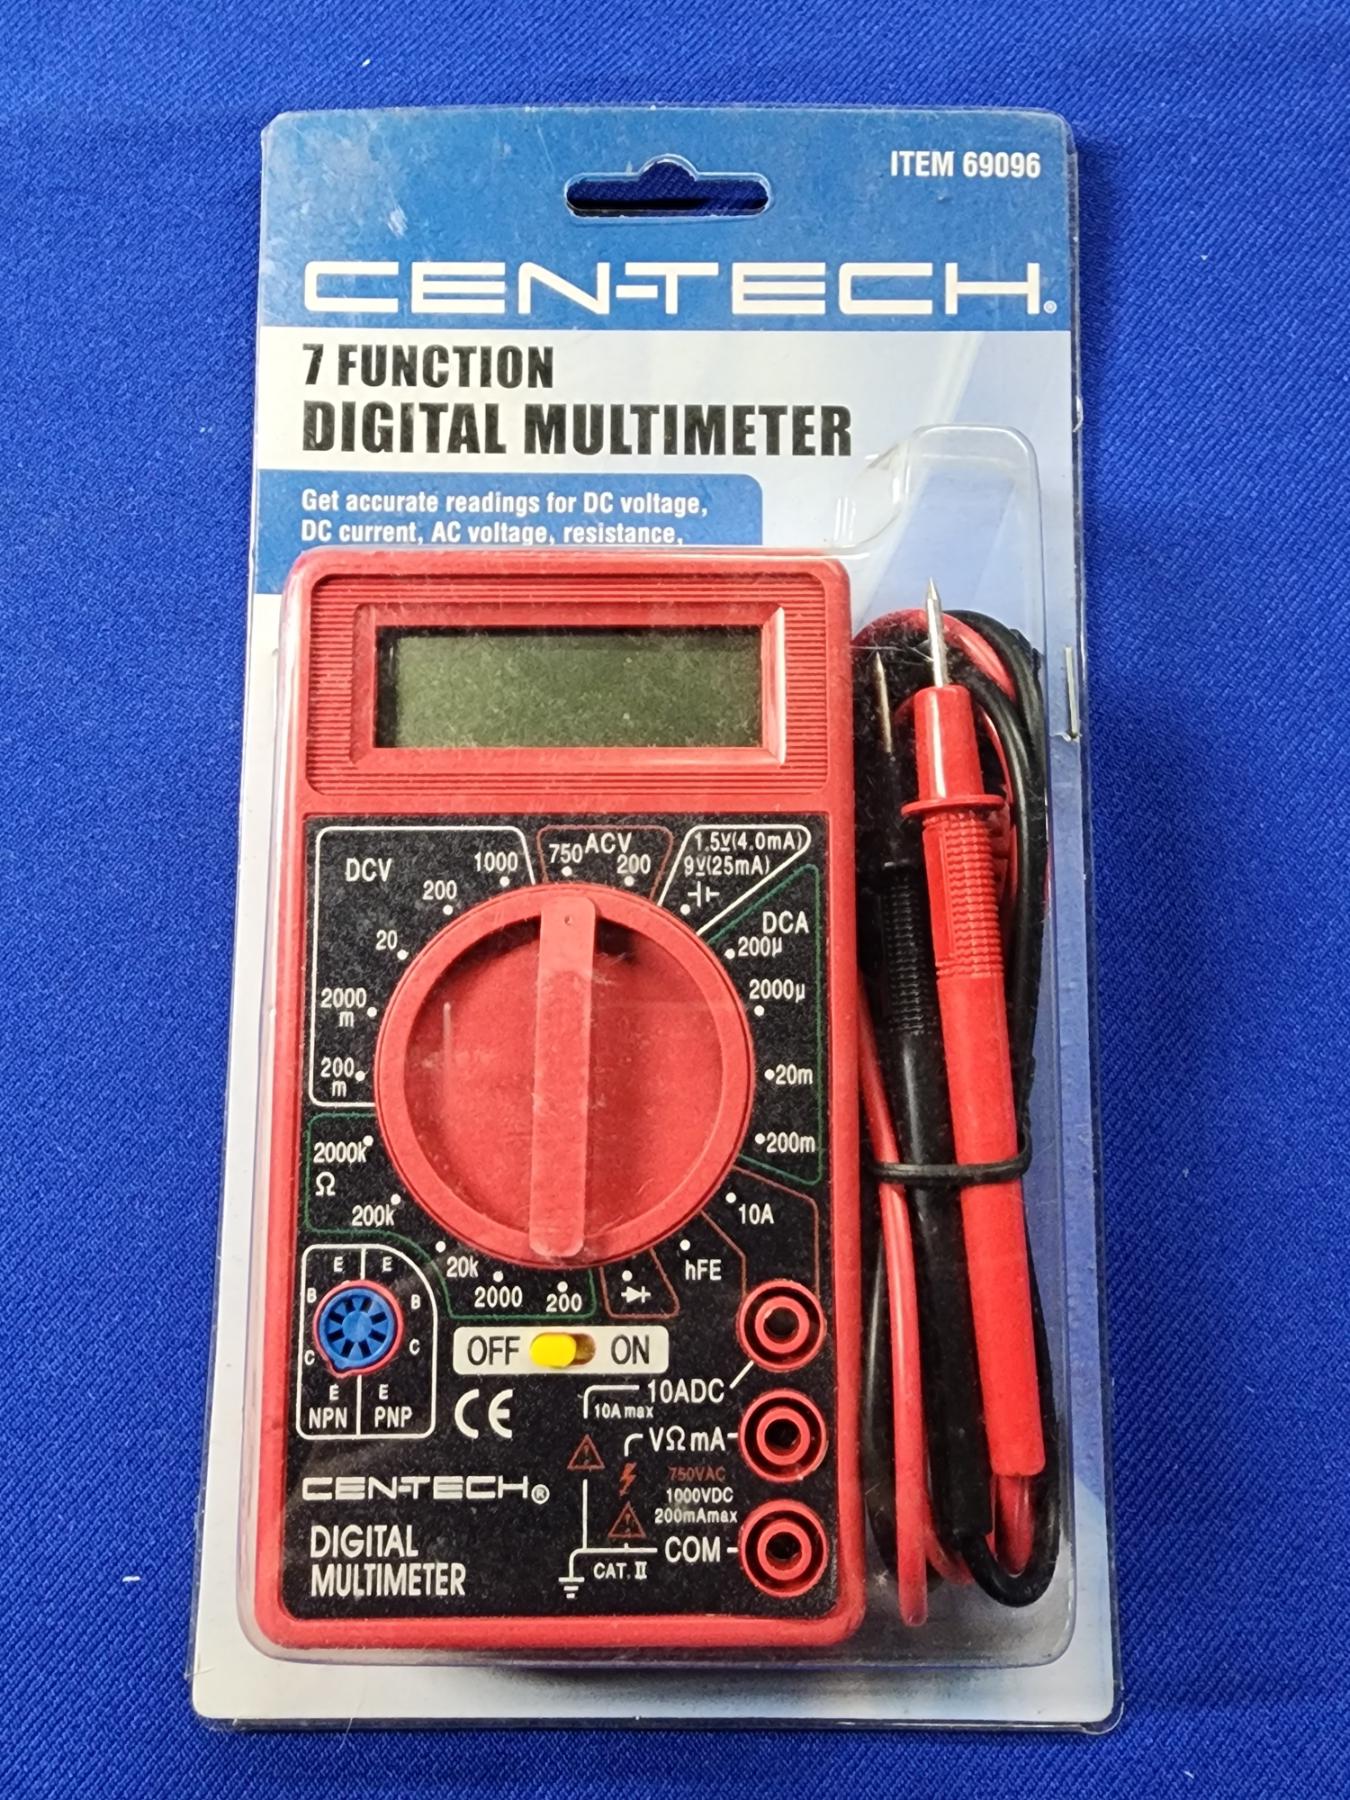 ITEM 69096
CEN-TECH®
7 FUNCTION
DIGITAL MULTIMETER
Get accurate readings for DC voltage,
DC current, AC voltage, resistance,
DCV
1000
200
20
2000
m
200
m
750
ACV
200
1.5V(4.0mA)
9V(25mA)
DCA
200µ
2000µ
20m
200m
10A
hFE
2000k
Ω
200k
20k
2000
200
E
E
B
B
C
C
E
E
NPN
PNP
OFF
ON
CE
10ADC
10A max
VΩmA
750VAC
1000VDC
200mAmax
COM
CAT. II
CEN-TECH®
DIGITAL
MULTIMETER